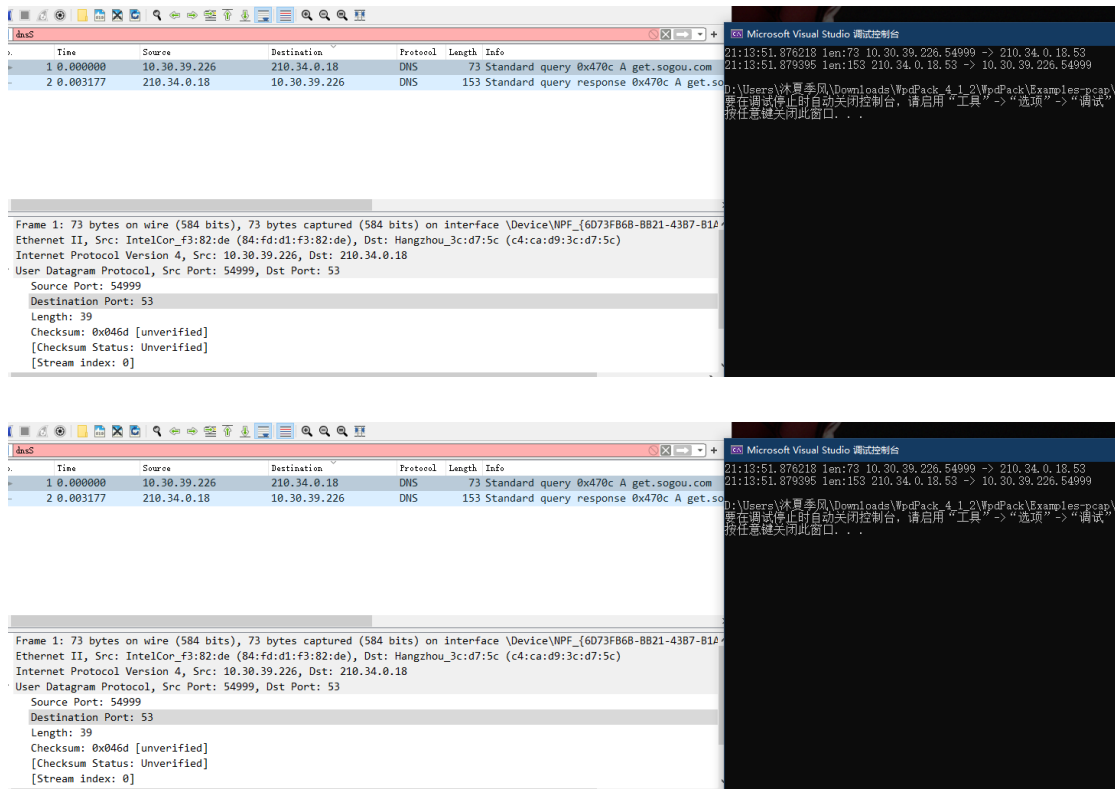 dnsS
. Time Source Destination Protocol Length Info
1 0.000000 10.30.39.226 210.34.0.18 DNS 73 Standard query 0x470c A get.sogou.com
2 0.003177 210.34.0.18 10.30.39.226 DNS 153 Standard query response 0x470c A get.so
Frame 1: 73 bytes on wire (584 bits), 73 bytes captured (584 bits) on interface \Device\NPF_{6D73FB6B-BB21-43B7-B1A
Ethernet II, Src: IntelCor_f3:82:de (84:fd:d1:f3:82:de), Dst: Hangzhou_3c:d7:5c (c4:ca:d9:3c:d7:5c)
Internet Protocol Version 4, Src: 10.30.39.226, Dst: 210.34.0.18
User Datagram Protocol, Src Port: 54999, Dst Port: 53
Source Port: 54999
Destination Port: 53
Length: 39
Checksum: 0x046d [unverified]
[Checksum Status: Unverified]
[Stream index: 0]
Microsoft Visual Studio 调试控制台
21:13:51.876218 len:73 10.30.39.226.54999 -> 210.34.0.18.53
21:13:51.879395 len:153 210.34.0.18.53 -> 10.30.39.226.54999
D:\Users\沐夏季风\Downloads\WpdPack_4_1_2\WpdPack\Examples-pcap\
要在调试停止时自动关闭控制台，请启用“工具”->“选项”->“调试”
按任意键关闭此窗口. . .
dnsS
. Time Source Destination Protocol Length Info
1 0.000000 10.30.39.226 210.34.0.18 DNS 73 Standard query 0x470c A get.sogou.com
2 0.003177 210.34.0.18 10.30.39.226 DNS 153 Standard query response 0x470c A get.so
Frame 1: 73 bytes on wire (584 bits), 73 bytes captured (584 bits) on interface \Device\NPF_{6D73FB6B-BB21-43B7-B1A
Ethernet II, Src: IntelCor_f3:82:de (84:fd:d1:f3:82:de), Dst: Hangzhou_3c:d7:5c (c4:ca:d9:3c:d7:5c)
Internet Protocol Version 4, Src: 10.30.39.226, Dst: 210.34.0.18
User Datagram Protocol, Src Port: 54999, Dst Port: 53
Source Port: 54999
Destination Port: 53
Length: 39
Checksum: 0x046d [unverified]
[Checksum Status: Unverified]
[Stream index: 0]
Microsoft Visual Studio 调试控制台
21:13:51.876218 len:73 10.30.39.226.54999 -> 210.34.0.18.53
21:13:51.879395 len:153 210.34.0.18.53 -> 10.30.39.226.54999
D:\Users\沐夏季风\Downloads\WpdPack_4_1_2\WpdPack\Examples-pcap\
要在调试停止时自动关闭控制台，请启用“工具”->“选项”->“调试”
按任意键关闭此窗口. . .